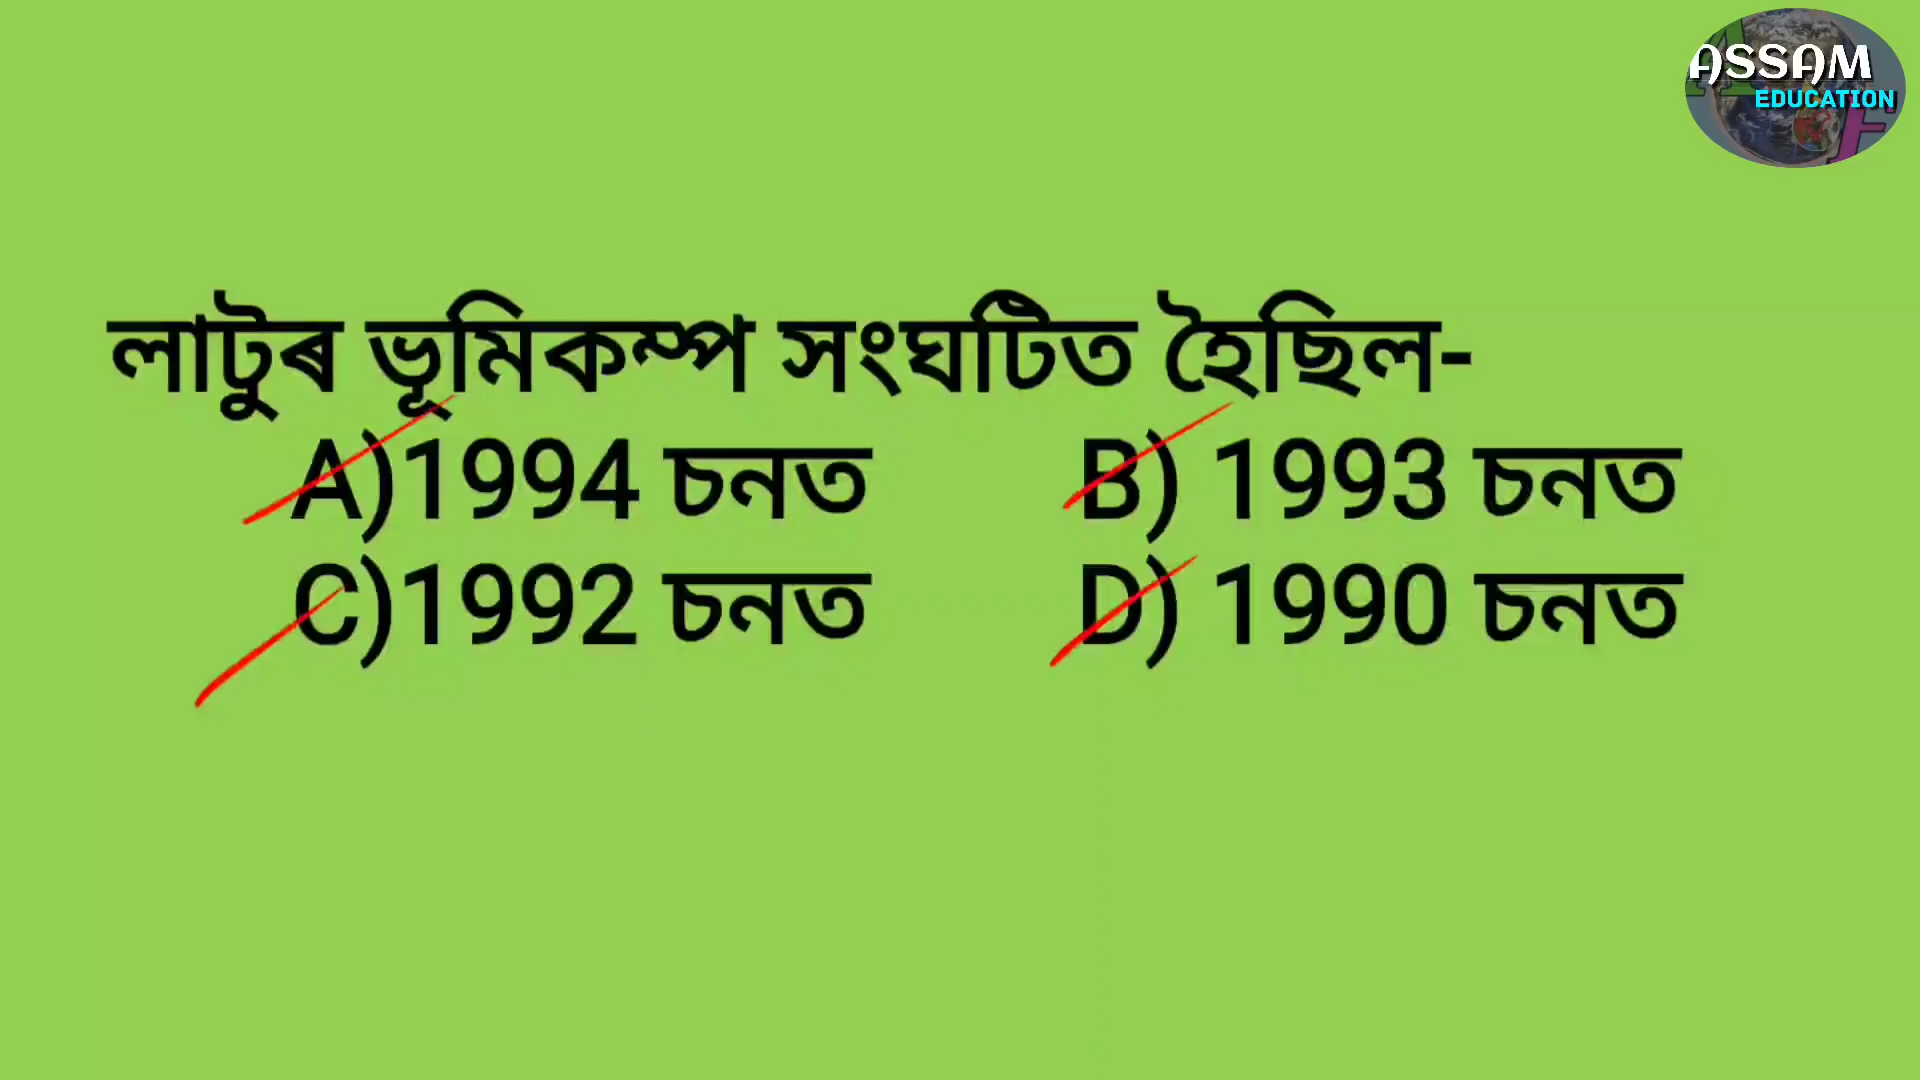 ASSAM
EDUCATION
লাটুৰ ভূমিকম্প সংঘটিত হৈছিল-
A)1994 চনত B) 1993 চনত
C)1992 চনত D) 1990 চনত